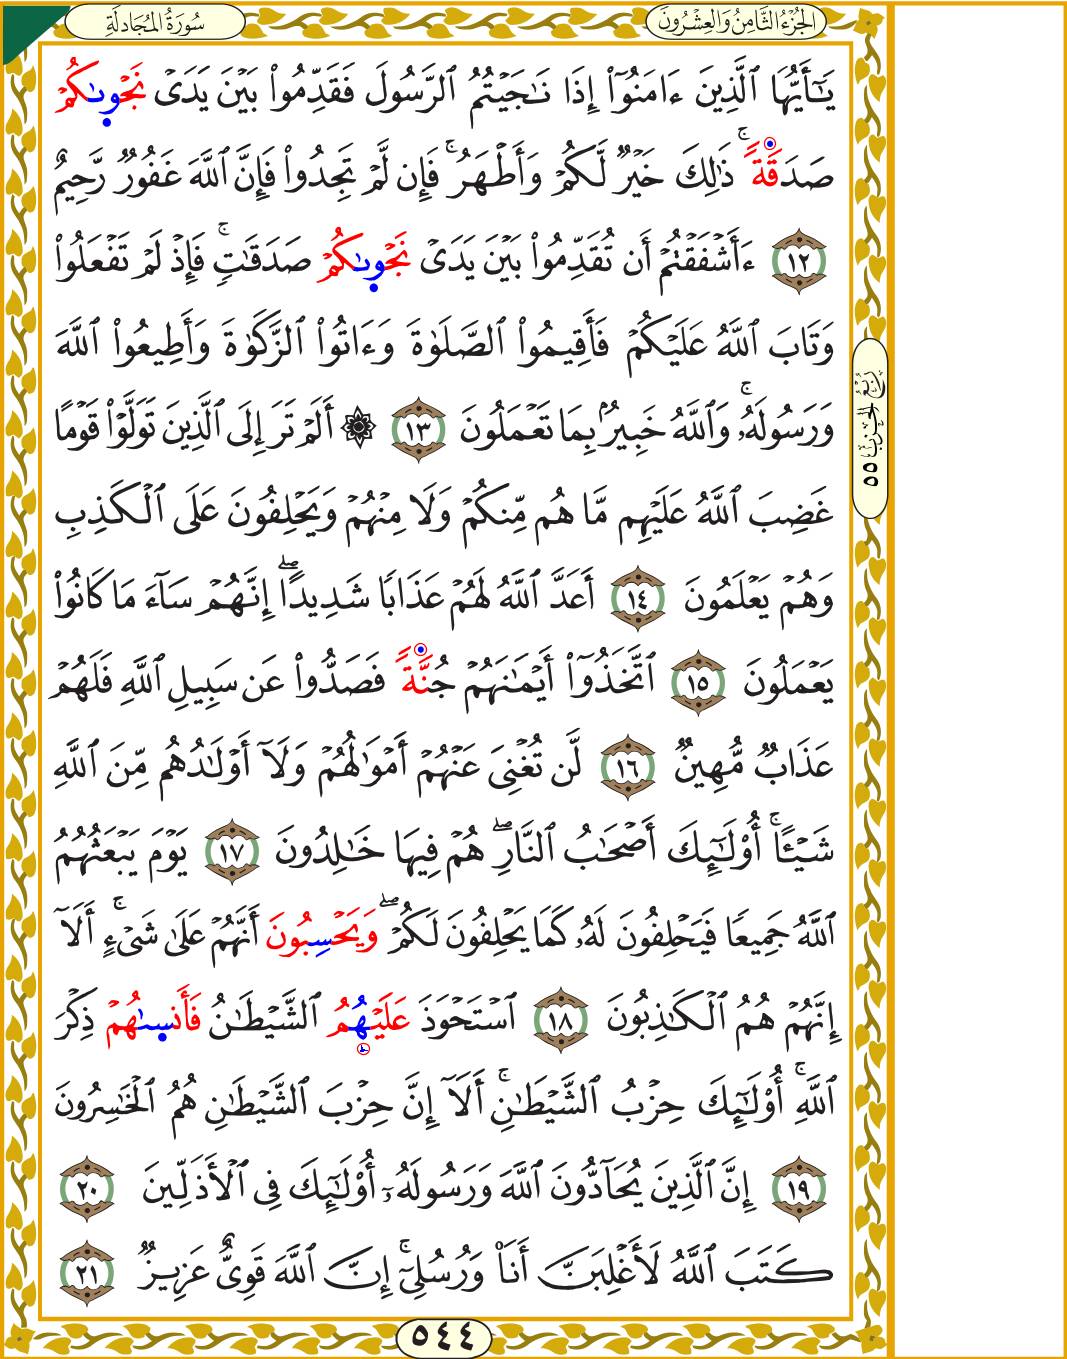 سُورَةُ المُجَادلَةِ
الجُزْءُ الثَّامِنُ وَالعِشْرُونَ
يَٰٓأَيُّهَا ٱلَّذِينَ ءَامَنُوٓاْ إِذَا نَٰجَيْتُمُ ٱلرَّسُولَ فَقَدِّمُواْ بَيْنَ يَدَىْ نَجْوىٰكُمْ
صَدَقَةً ۚ ذَٰلِكَ خَيْرٌ لَّكُمْ وَأَطْهَرُ ۚ فَإِن لَّمْ تَجِدُواْ فَإِنَّ ٱللَّهَ غَفُورٌ رَّحِيمٌ
١٢ ءَأَشْفَقْتُمْ أَن تُقَدِّمُواْ بَيْنَ يَدَىْ نَجْوىٰكُمْ صَدَقَٰتٍ ۚ فَإِذْ لَمْ تَفْعَلُواْ
وَتَابَ ٱللَّهُ عَلَيْكُمْ فَأَقِيمُواْ ٱلصَّلَوٰةَ وَءَاتُواْ ٱلزَّكَوٰةَ وَأَطِيعُواْ ٱللَّهَ
وَرَسُولَهُۥ ۚ وَٱللَّهُ خَبِيرٌۢ بِمَا تَعْمَلُونَ ١٣ ۞ أَلَمْ تَرَ إِلَى ٱلَّذِينَ تَوَلَّوْاْ قَوْمًا
غَضِبَ ٱللَّهُ عَلَيْهِم مَّا هُم مِّنكُمْ وَلَا مِنْهُمْ وَيَحْلِفُونَ عَلَى ٱلْكَذِبِ
وَهُمْ يَعْلَمُونَ ١٤ أَعَدَّ ٱللَّهُ لَهُمْ عَذَابًا شَدِيدًا ۖ إِنَّهُمْ سَآءَ مَا كَانُواْ
يَعْمَلُونَ ١٥ ٱتَّخَذُوٓاْ أَيْمَٰنَهُمْ جُنَّةً فَصَدُّواْ عَن سَبِيلِ ٱللَّهِ فَلَهُمْ
عَذَابٌ مُّهِينٌ ١٦ لَّن تُغْنِىَ عَنْهُمْ أَمْوَٰلُهُمْ وَلَآ أَوْلَٰدُهُم مِّنَ ٱللَّهِ
شَيْـًٔا ۚ أُوْلَٰٓئِكَ أَصْحَٰبُ ٱلنَّارِ ۖ هُمْ فِيهَا خَٰلِدُونَ ١٧ يَوْمَ يَبْعَثُهُمُ
ٱللَّهُ جَمِيعًا فَيَحْلِفُونَ لَهُۥ كَمَا يَحْلِفُونَ لَكُمْ ۖ وَيَحْسِبُونَ أَنَّهُمْ عَلَىٰ شَىْءٍ ۚ أَلَآ
إِنَّهُمْ هُمُ ٱلْكَٰذِبُونَ ١٨ ٱسْتَحْوَذَ عَلَيْهُمُ ٱلشَّيْطَٰنُ فَأَنسىٰهُمْ ذِكْرَ
ٱللَّهِ ۚ أُوْلَٰٓئِكَ حِزْبُ ٱلشَّيْطَٰنِ ۚ أَلَآ إِنَّ حِزْبَ ٱلشَّيْطَٰنِ هُمُ ٱلْخَٰسِرُونَ
١٩ إِنَّ ٱلَّذِينَ يُحَآدُّونَ ٱللَّهَ وَرَسُولَهُۥٓ أُوْلَٰٓئِكَ فِى ٱلْأَذَلِّينَ ٢٠
كَتَبَ ٱللَّهُ لَأَغْلِبَنَّ أَنَا۠ وَرُسُلِىٓ ۚ إِنَّ ٱللَّهَ قَوِىٌّ عَزِيزٌ ٢١
رُبْعُ الحِزْب ٥٥
٥٤٤